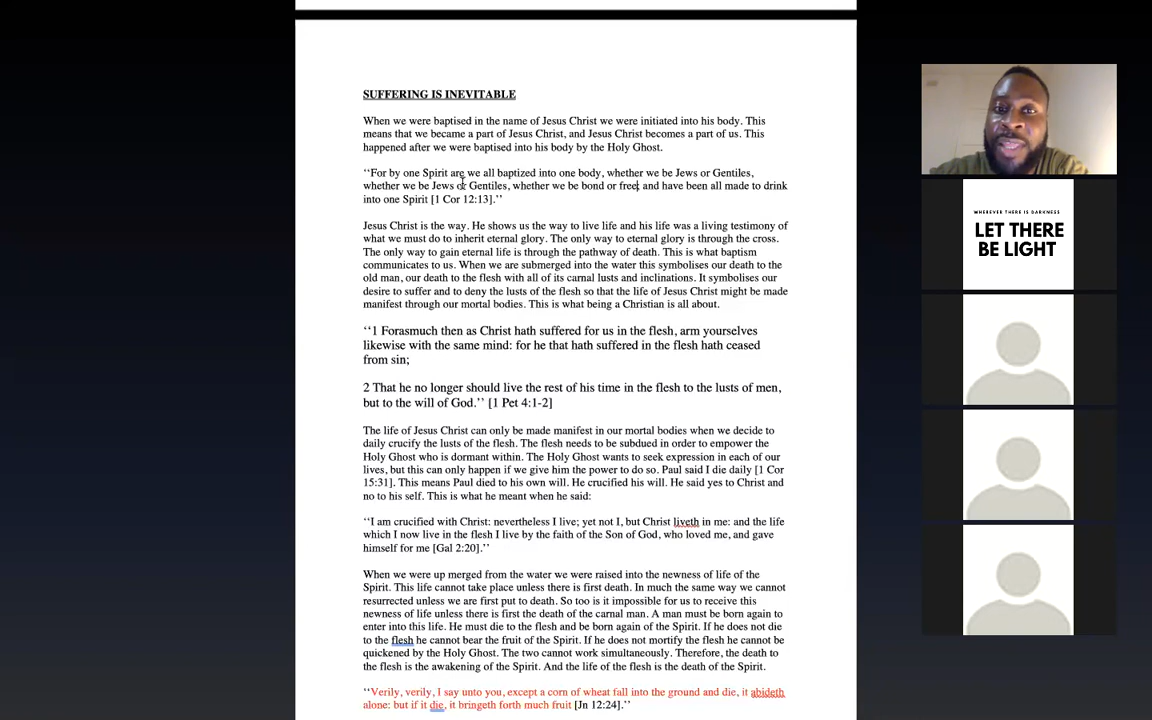 SUFFERING IS INEVITABLE
When we were baptised in the name of Jesus Christ we were initiated into his body. This
means that we became a part of Jesus Christ, and Jesus Christ becomes a part of us. This
happened after we were baptised into his body by the Holy Ghost.
‘‘For by one Spirit are we all baptized into one body, whether we be Jews or Gentiles,
whether we be Jews or Gentiles, whether we be bond or free; and have been all made to drink
into one Spirit [1 Cor 12:13].’’
Jesus Christ is the way. He shows us the way to live life and his life was a living testimony of
what we must do to inherit eternal glory. The only way to eternal glory is through the cross.
The only way to gain eternal life is through the pathway of death. This is what baptism
communicates to us. When we are submerged into the water this symbolises our death to the
old man, our death to the flesh with all of its carnal lusts and inclinations. It symbolises our
desire to suffer and to deny the lusts of the flesh so that the life of Jesus Christ might be made
manifest through our mortal bodies. This is what being a Christian is all about.
‘‘1 Forasmuch then as Christ hath suffered for us in the flesh, arm yourselves
likewise with the same mind: for he that hath suffered in the flesh hath ceased
from sin;
2 That he no longer should live the rest of his time in the flesh to the lusts of men,
but to the will of God.’’ [1 Pet 4:1-2]
The life of Jesus Christ can only be made manifest in our mortal bodies when we decide to
daily crucify the lusts of the flesh. The flesh needs to be subdued in order to empower the
Holy Ghost who is dormant within. The Holy Ghost wants to seek expression in each of our
lives, but this can only happen if we give him the power to do so. Paul said I die daily [1 Cor
15:31]. This means Paul died to his own will. He crucified his will. He said yes to Christ and
no to his self. This is what he meant when he said:
‘‘I am crucified with Christ: nevertheless I live; yet not I, but Christ liveth in me: and the life
which I now live in the flesh I live by the faith of the Son of God, who loved me, and gave
himself for me [Gal 2:20].’’
When we were up merged from the water we were raised into the newness of life of the
Spirit. This life cannot take place unless there is first death. In much the same way we cannot
resurrected unless we are first put to death. So too is it impossible for us to receive this
newness of life unless there is first the death of the carnal man. A man must be born again to
enter into this life. He must die to the flesh and be born again of the Spirit. If he does not die
to the flesh he cannot bear the fruit of the Spirit. If he does not mortify the flesh he cannot be
quickened by the Holy Ghost. The two cannot work simultaneously. Therefore, the death to
the flesh is the awakening of the Spirit. And the life of the flesh is the death of the Spirit.
‘‘Verily, verily, I say unto you, except a corn of wheat fall into the ground and die, it abideth
alone: but if it die, it bringeth forth much fruit [Jn 12:24].’’
WHEREVER THERE IS DARKNESS
LET THERE
BE LIGHT